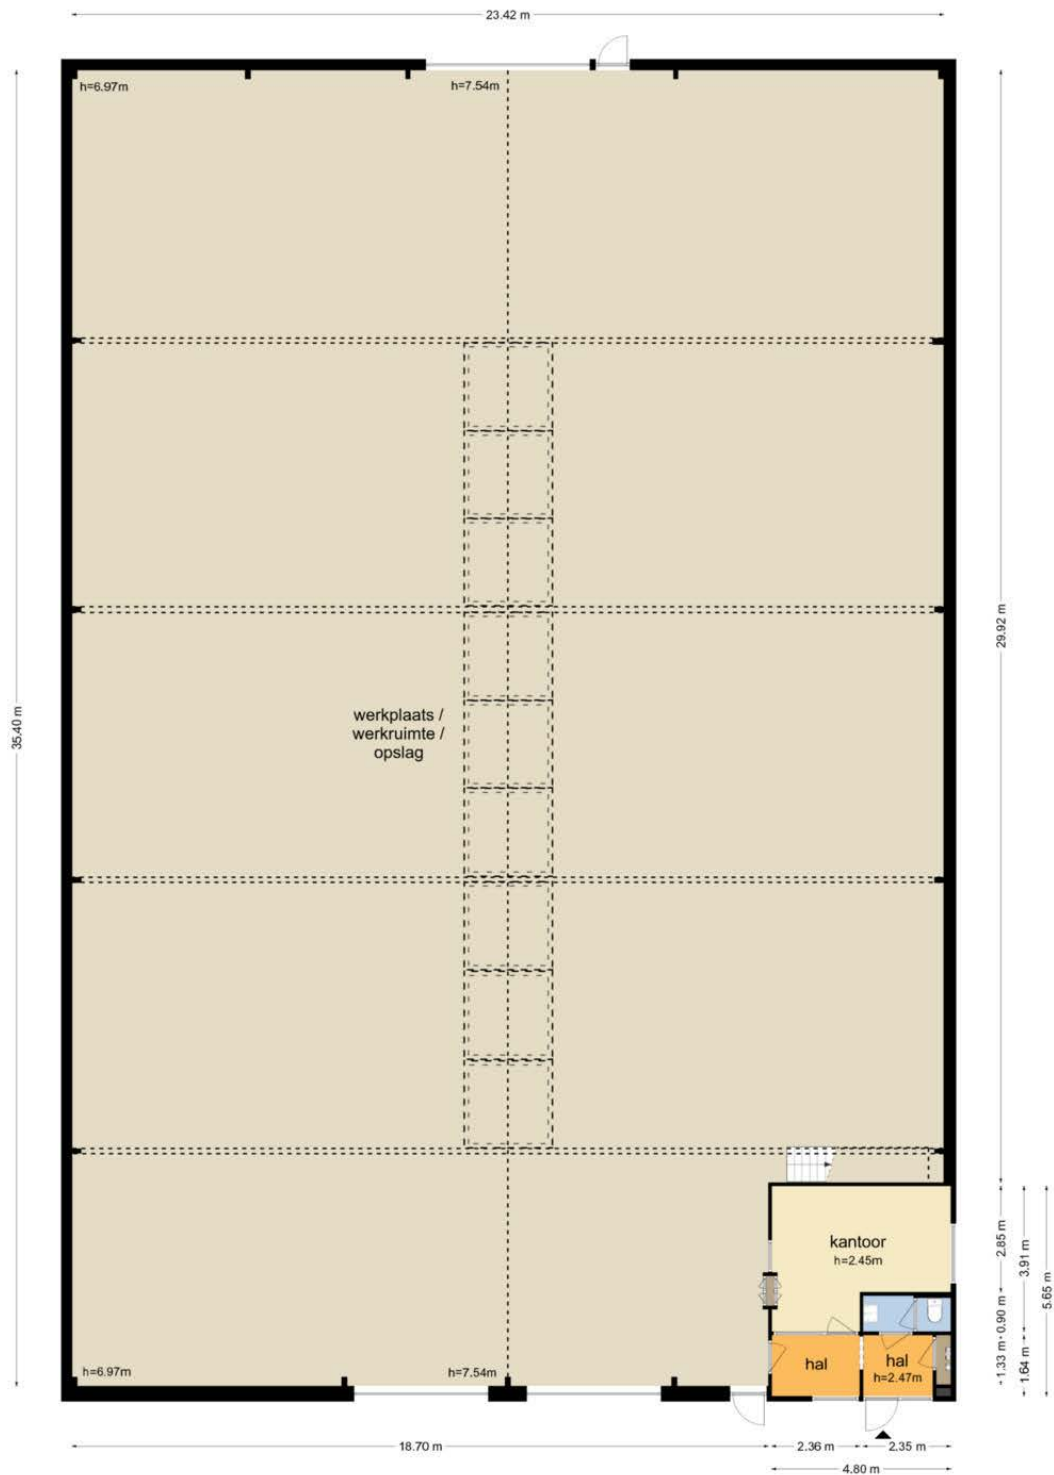 23.42 m
h=6.97m
h=7.54m
29.92 m
35.40 m
werkplaats /
werkruimte /
opslag
kantoor
h=2.45m
2.85 m
3.91 m
5.65 m
0.90 m
1.33 m
1.64 m
hal
hal
h=2.47m
h=6.97m
h=7.54m
18.70 m
2.36 m
2.35 m
4.80 m